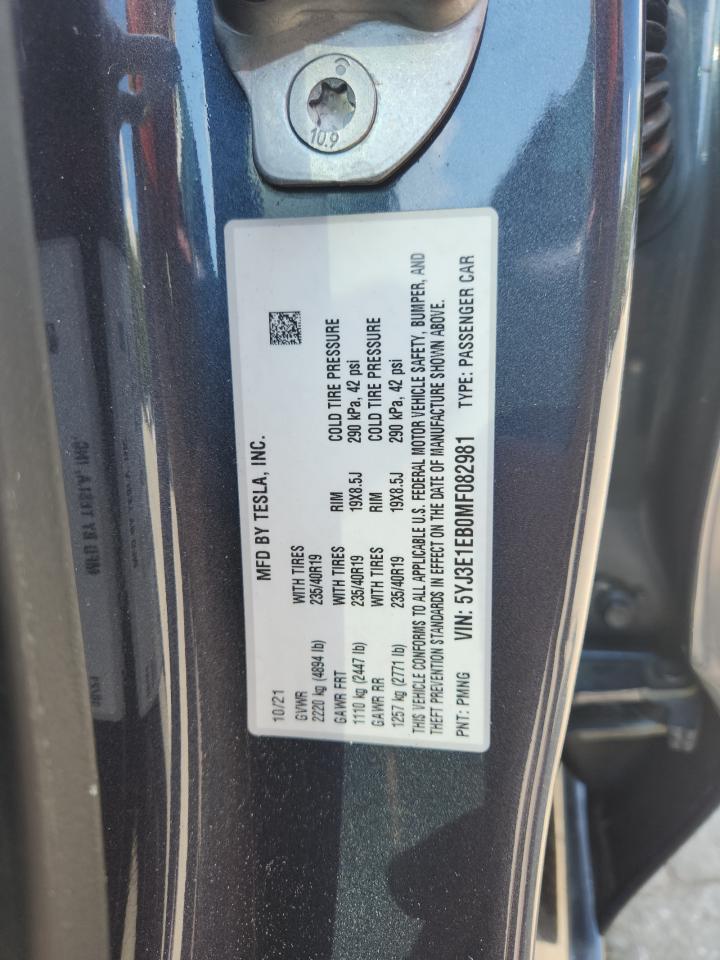 10.9
10/21 MFD BY TESLA, INC.
GVWR WITH TIRES
2220 kg (4894 lb) 235/40R19
GAWR FRT WITH TIRES RIM COLD TIRE PRESSURE
1110 kg (2447 lb) 235/40R19 19X8.5J 290 kPa, 42 psi
GAWR RR WITH TIRES RIM COLD TIRE PRESSURE
1257 kg (2771 lb) 235/40R19 19X8.5J 290 kPa, 42 psi
THIS VEHICLE CONFORMS TO ALL APPLICABLE U.S. FEDERAL MOTOR VEHICLE SAFETY, BUMPER, AND
THEFT PREVENTION STANDARDS IN EFFECT ON THE DATE OF MANUFACTURE SHOWN ABOVE.
PNT: PMNG VIN: 5YJ3E1EB0MF082981 TYPE: PASSENGER CAR